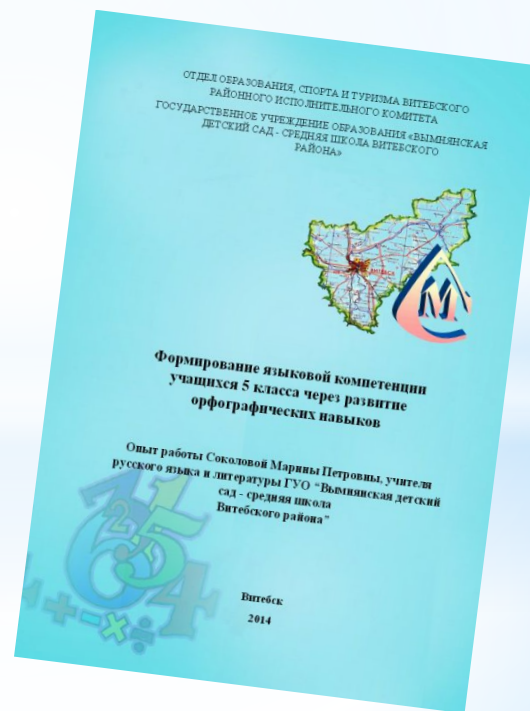 ОТДЕЛ ОБРАЗОВАНИЯ, СПОРТА И ТУРИЗМА ВИТЕБСКОГО
РАЙОННОГО ИСПОЛНИТЕЛЬНОГО КОМИТЕТА
ГОСУДАРСТВЕННОЕ УЧРЕЖДЕНИЕ ОБРАЗОВАНИЯ «ВЫМНЯНСКАЯ
ДЕТСКИЙ САД - СРЕДНЯЯ ШКОЛА ВИТЕБСКОГО
РАЙОНА»
М
Формирование языковой компетенции
учащихся 5 класса через развитие
орфографических навыков
Опыт работы Соколовой Марины Петровны, учителя
русского языка и литературы ГУО “Вымнянская детский
сад - средняя школа
Витебского района”
Витебск
2014